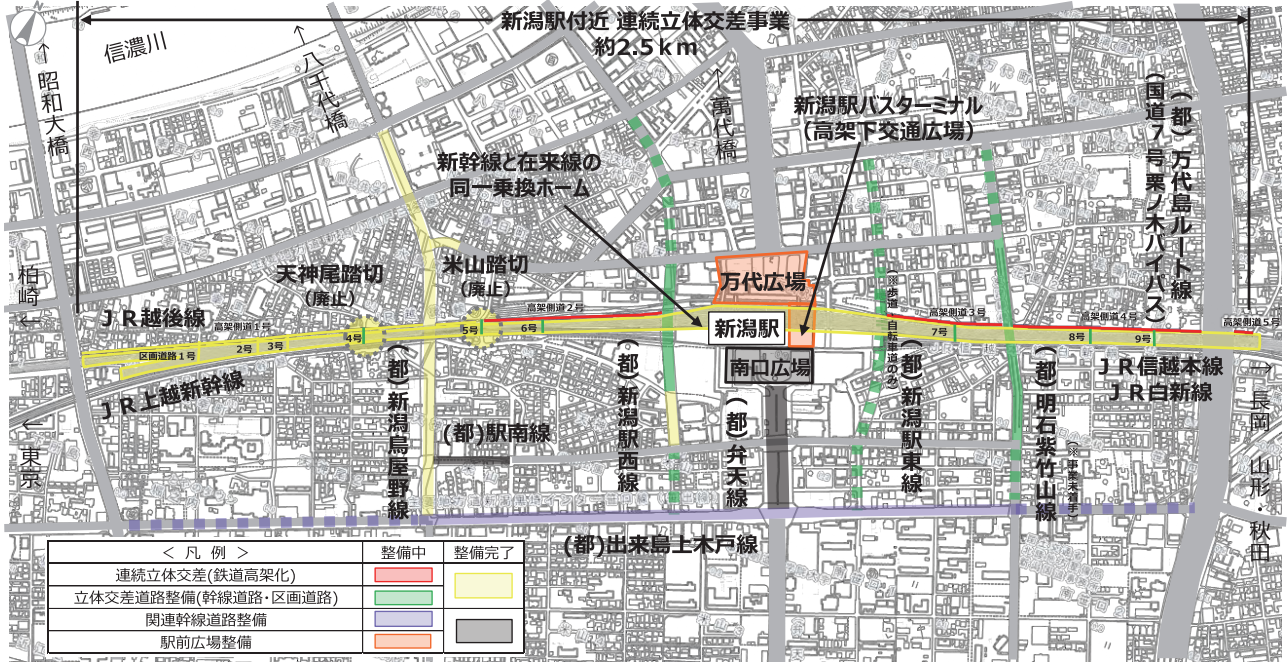 新潟駅付近 連続立体交差事業
約2.5km
信濃川
↑昭和大橋
↑八千代橋
↑萬代橋
新潟駅バスターミナル
（高架下交通広場）
（都）万代島ルート線
（国道7号栗ノ木バイパス）
新幹線と在来線の
同一乗換ホーム
柏崎←
天神尾踏切
（廃止）
米山踏切
（廃止）
万代広場
ＪＲ越後線
高架側道1号
高架側道2号
（※歩道・自転車道のみ）
高架側道3号
高架側道4号
高架側道5号
区画道路1号
2号
3号
4号
5号
6号
新潟駅
7号
8号
9号
南口広場
ＪＲ上越新幹線
ＪＲ信越本線
ＪＲ白新線
←東京
→長岡 山形・秋田
（都）新潟鳥屋野線
（都）駅南線
（都）新潟駅西線
（都）弁天線
（都）新潟駅東線
（都）明石紫竹山線
（※事業未着手）
（都）出来島上木戸線
＜ 凡 例 ＞ 整備中 整備完了
連続立体交差(鉄道高架化)
立体交差道路整備(幹線道路・区画道路)
関連幹線道路整備
駅前広場整備